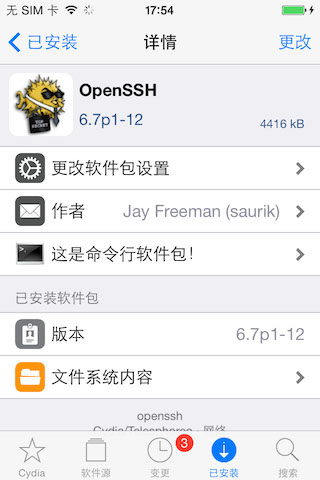 无 SIM 卡 17:54
已安装 详情 更改
OpenSSH
6.7p1-12 4416 kB
更改软件包设置
作者 Jay Freeman (saurik)
这是命令行软件包!
已安装软件包
版本 6.7p1-12
文件系统内容
openssh
Cydia/Telesphoreo · 网络
3
Cydia 软件源 变更 已安装 搜索